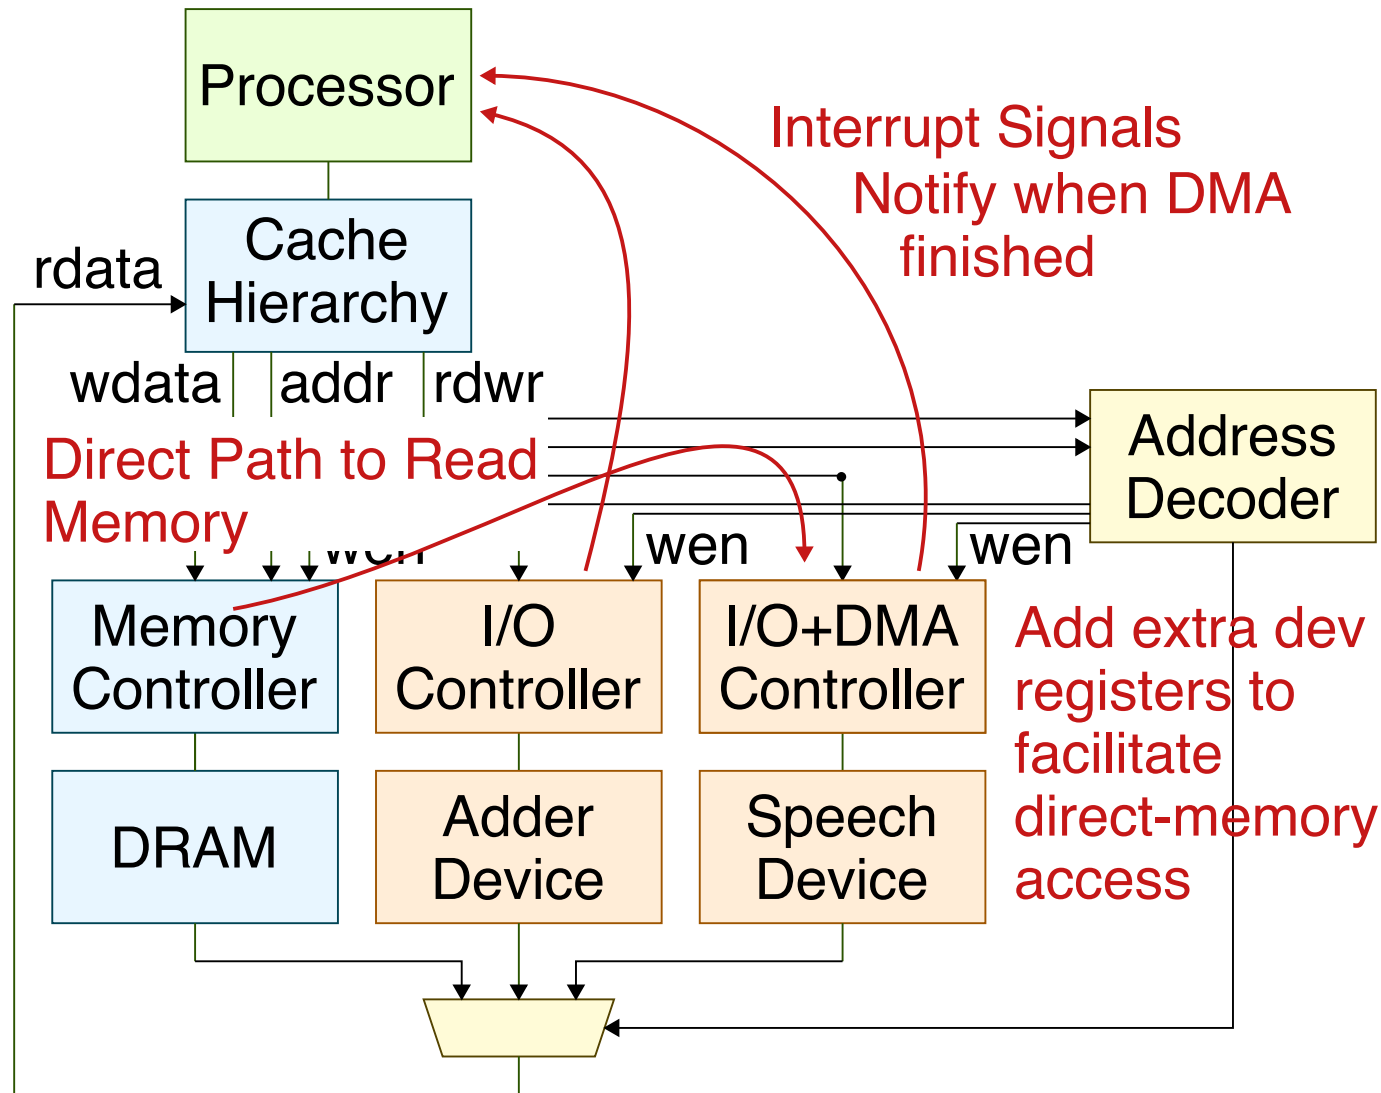 Processor
Interrupt Signals
Notify when DMA
finished
Cache
Hierarchy
rdata
wdata
addr
rdwr
Direct Path to Read
Memory
Address
Decoder
wen
wen
wen
Memory
Controller
I/O
Controller
I/O+DMA
Controller
Add extra dev
registers to
facilitate
direct-memory
access
DRAM
Adder
Device
Speech
Device